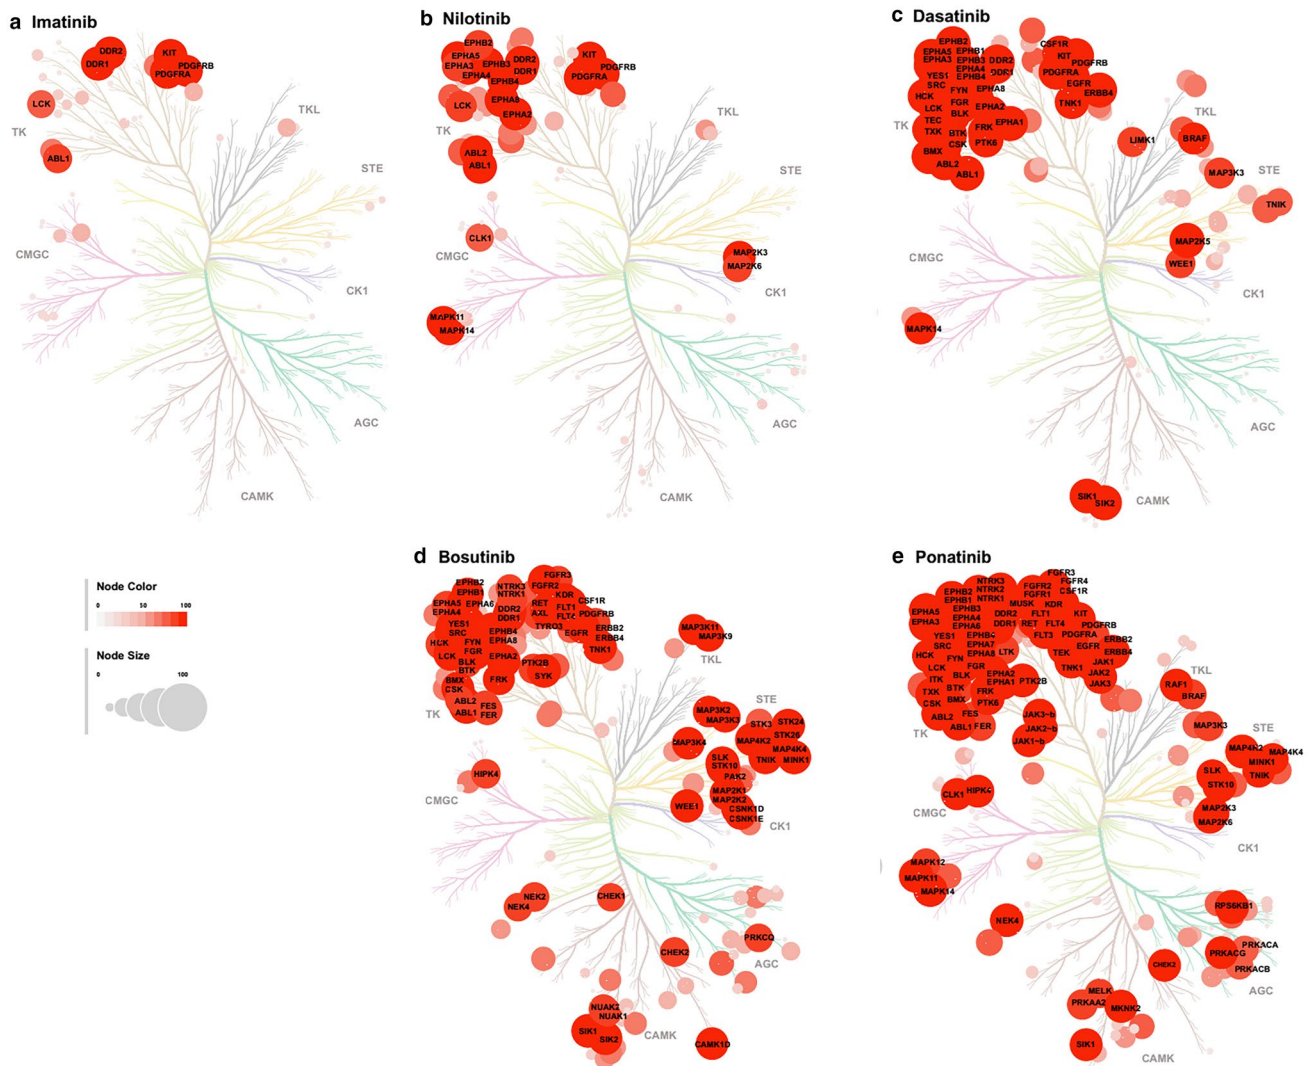 a Imatinib
DDR2
DDR1
KIT
PDGFRB
PDGFRA
LCK
ABL1
TK
TKL
STE
CMGC
CK1
AGC
CAMK
b Nilotinib
EPHB2
EPHA5
EPHA3
EPHB3
EPHA4
EPHB4
DDR2
DDR1
KIT
PDGFRB
PDGFRA
LCK
EPHA8
EPHA2
ABL2
ABL1
TK
TKL
STE
CLK1
CMGC
MAP2K3
MAP2K6
CK1
MAPK11
MAPK14
AGC
CAMK
c Dasatinib
EPHB2
EPHA5
EPHB1
EPHA3
EPHB3
DDR2
EPHA4
DDR1
YES1
EPHB4
SRC
FYN
EPHA8
HCK
FGR
LCK
BLK
EPHA2
TEC
FRK
EPHA1
TXK
BTK
CSK
PTK6
BMX
ABL2
ABL1
CSF1R
KIT
PDGFRB
PDGFRA
EGFR
ERBB4
TNK1
TK
TKL
LIMK1
BRAF
MAP3K3
STE
TNIK
MAP2K5
WEE1
CMGC
CK1
MAPK14
AGC
SIK1
SIK2
CAMK
Node Color
0 50 100
Node Size
0 100
d Bosutinib
EPHB2
EPHB1
EPHA5
EPHA6
EPHA4
NTRK3
NTRK1
FGFR3
FGFR2
KDR
RET
CSF1R
AXL
FLT1
DDR2
DDR1
PDGFRB
YES1
TYRO3
SRC
EPHB4
EGFR
ERBB2
HCK
FYN
EPHA8
ERBB4
FGR
TNK1
LCK
EPHA2
BLK
PTK2B
BTK
SYK
BMX
FRK
CSK
ABL2
FES
ABL1
FER
TK
MAP3K11
MAP3K9
TKL
STE
MAP3K2
MAP3K3
STK3
STK24
STK26
MAP3K4
MAP4K2
MAP4K4
SLK
STK10
TNIK
MINK1
PAK2
MAP2K1
MAP2K2
CSNK1D
CSNK1E
WEE1
CK1
HIPK4
CMGC
NEK2
NEK4
CHEK1
CHEK2
PRKCQ
AGC
NUAK2
NUAK1
SIK1
SIK2
CAMK
CAMK1D
e Ponatinib
NTRK3
NTRK2
NTRK1
EPHB2
EPHB1
EPHB3
EPHA5
EPHA4
EPHA3
EPHA6
FGFR3
FGFR4
FGFR2
FGFR1
CSF1R
MUSK
KDR
DDR2
FLT1
KIT
DDR1
RET
FLT4
PDGFRB
YES1
FLT3
PDGFRA
SRC
EPHA7
EGFR
ERBB2
HCK
FYN
EPHA8
LTK
TEK
ERBB4
LCK
FGR
TNK1
JAK1
BLK
EPHA2
JAK2
ITK
EPHA1
PTK2B
JAK3
TXK
BTK
FRK
CSK
BMX
PTK6
ABL2
FES
ABL1
FER
JAK3~b
JAK2~b
JAK1~b
TK
RAF1
BRAF
TKL
MAP3K3
STE
MAP4K2
MAP4K4
MINK1
SLK
TNIK
STK10
MAP2K3
MAP2K6
CK1
CLK1
CMGC
MAPK12
MAPK11
MAPK14
NEK4
RPS6KB1
PRKACA
PRKACG
PRKACB
CHEK2
AGC
MELK
PRKAA2
MKNK2
SIK1
CAMK